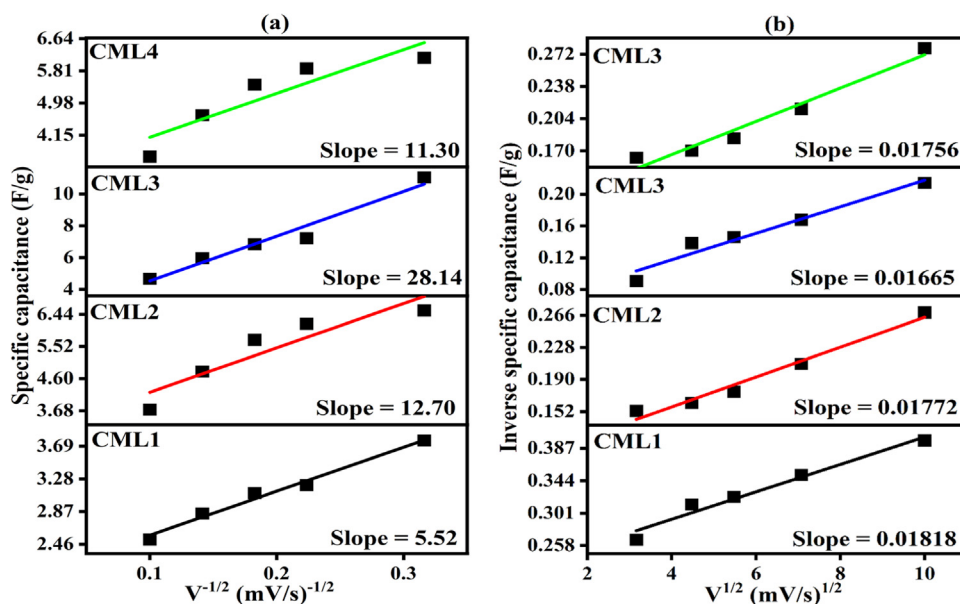 (a)
Specific capacitance (F/g)
CML4
6.64
5.81
4.98
4.15
Slope = 11.30
CML3
10
8
6
4
Slope = 28.14
CML2
6.44
5.52
4.60
3.68
Slope = 12.70
CML1
3.69
3.28
2.87
2.46
Slope = 5.52
0.1 0.2 0.3
V^-1/2 (mV/s)^-1/2
(b)
Inverse specific capacitance (F/g)
CML3
0.272
0.238
0.204
0.170
Slope = 0.01756
CML3
0.20
0.16
0.12
0.08
Slope = 0.01665
CML2
0.266
0.228
0.190
0.152
Slope = 0.01772
CML1
0.387
0.344
0.301
0.258
Slope = 0.01818
2 4 6 8 10
V^1/2 (mV/s)^1/2